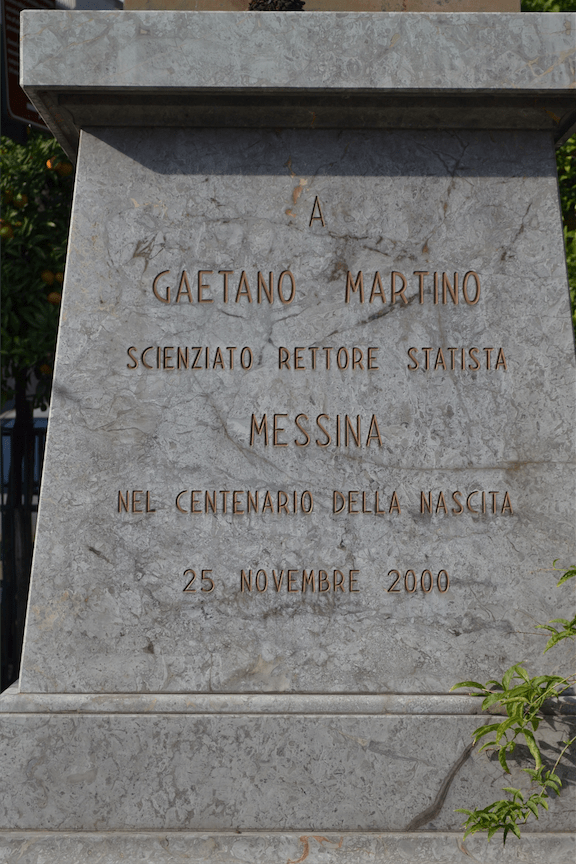 A
GAETANO MARTINO
SCIENZIATO RETTORE STATISTA
MESSINA
NEL CENTENARIO DELLA NASCITA
25 NOVEMBRE 2000